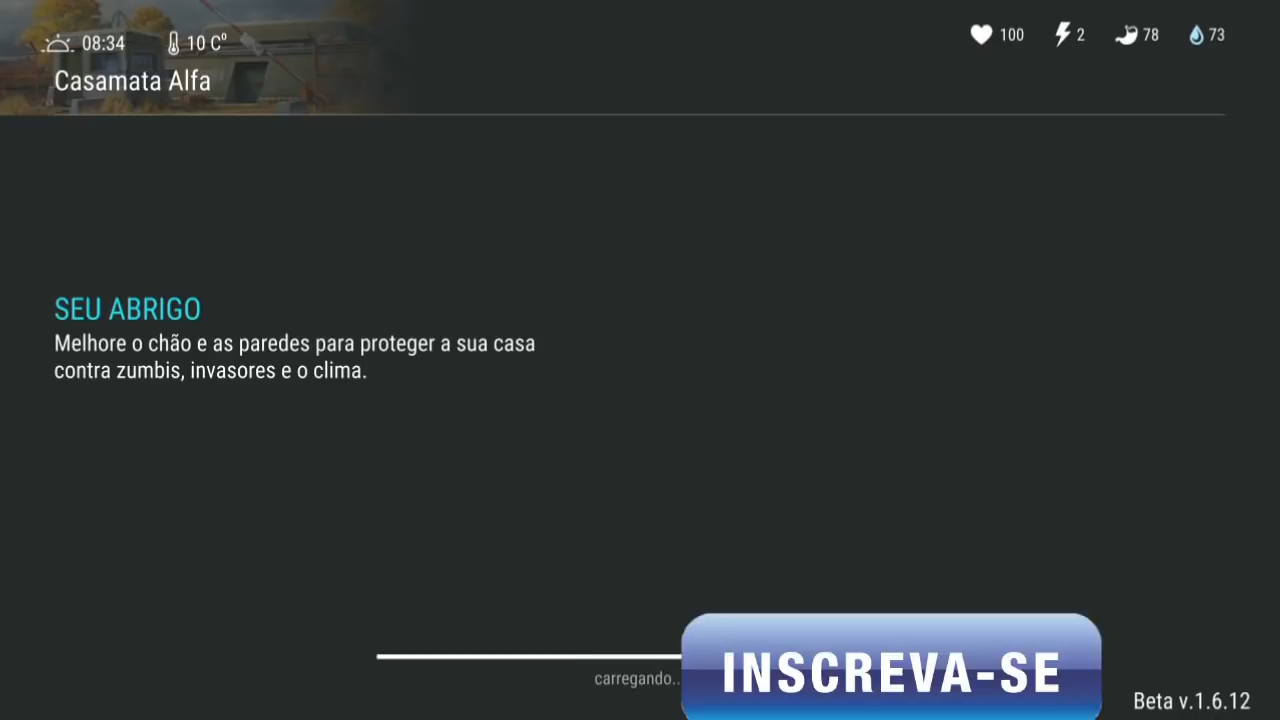 08:34 10 C° 100 2 78 73
Casamata Alfa
SEU ABRIGO
Melhore o chão e as paredes para proteger a sua casa
contra zumbis, invasores e o clima.
carregando..
INSCREVA-SE
Beta v.1.6.12